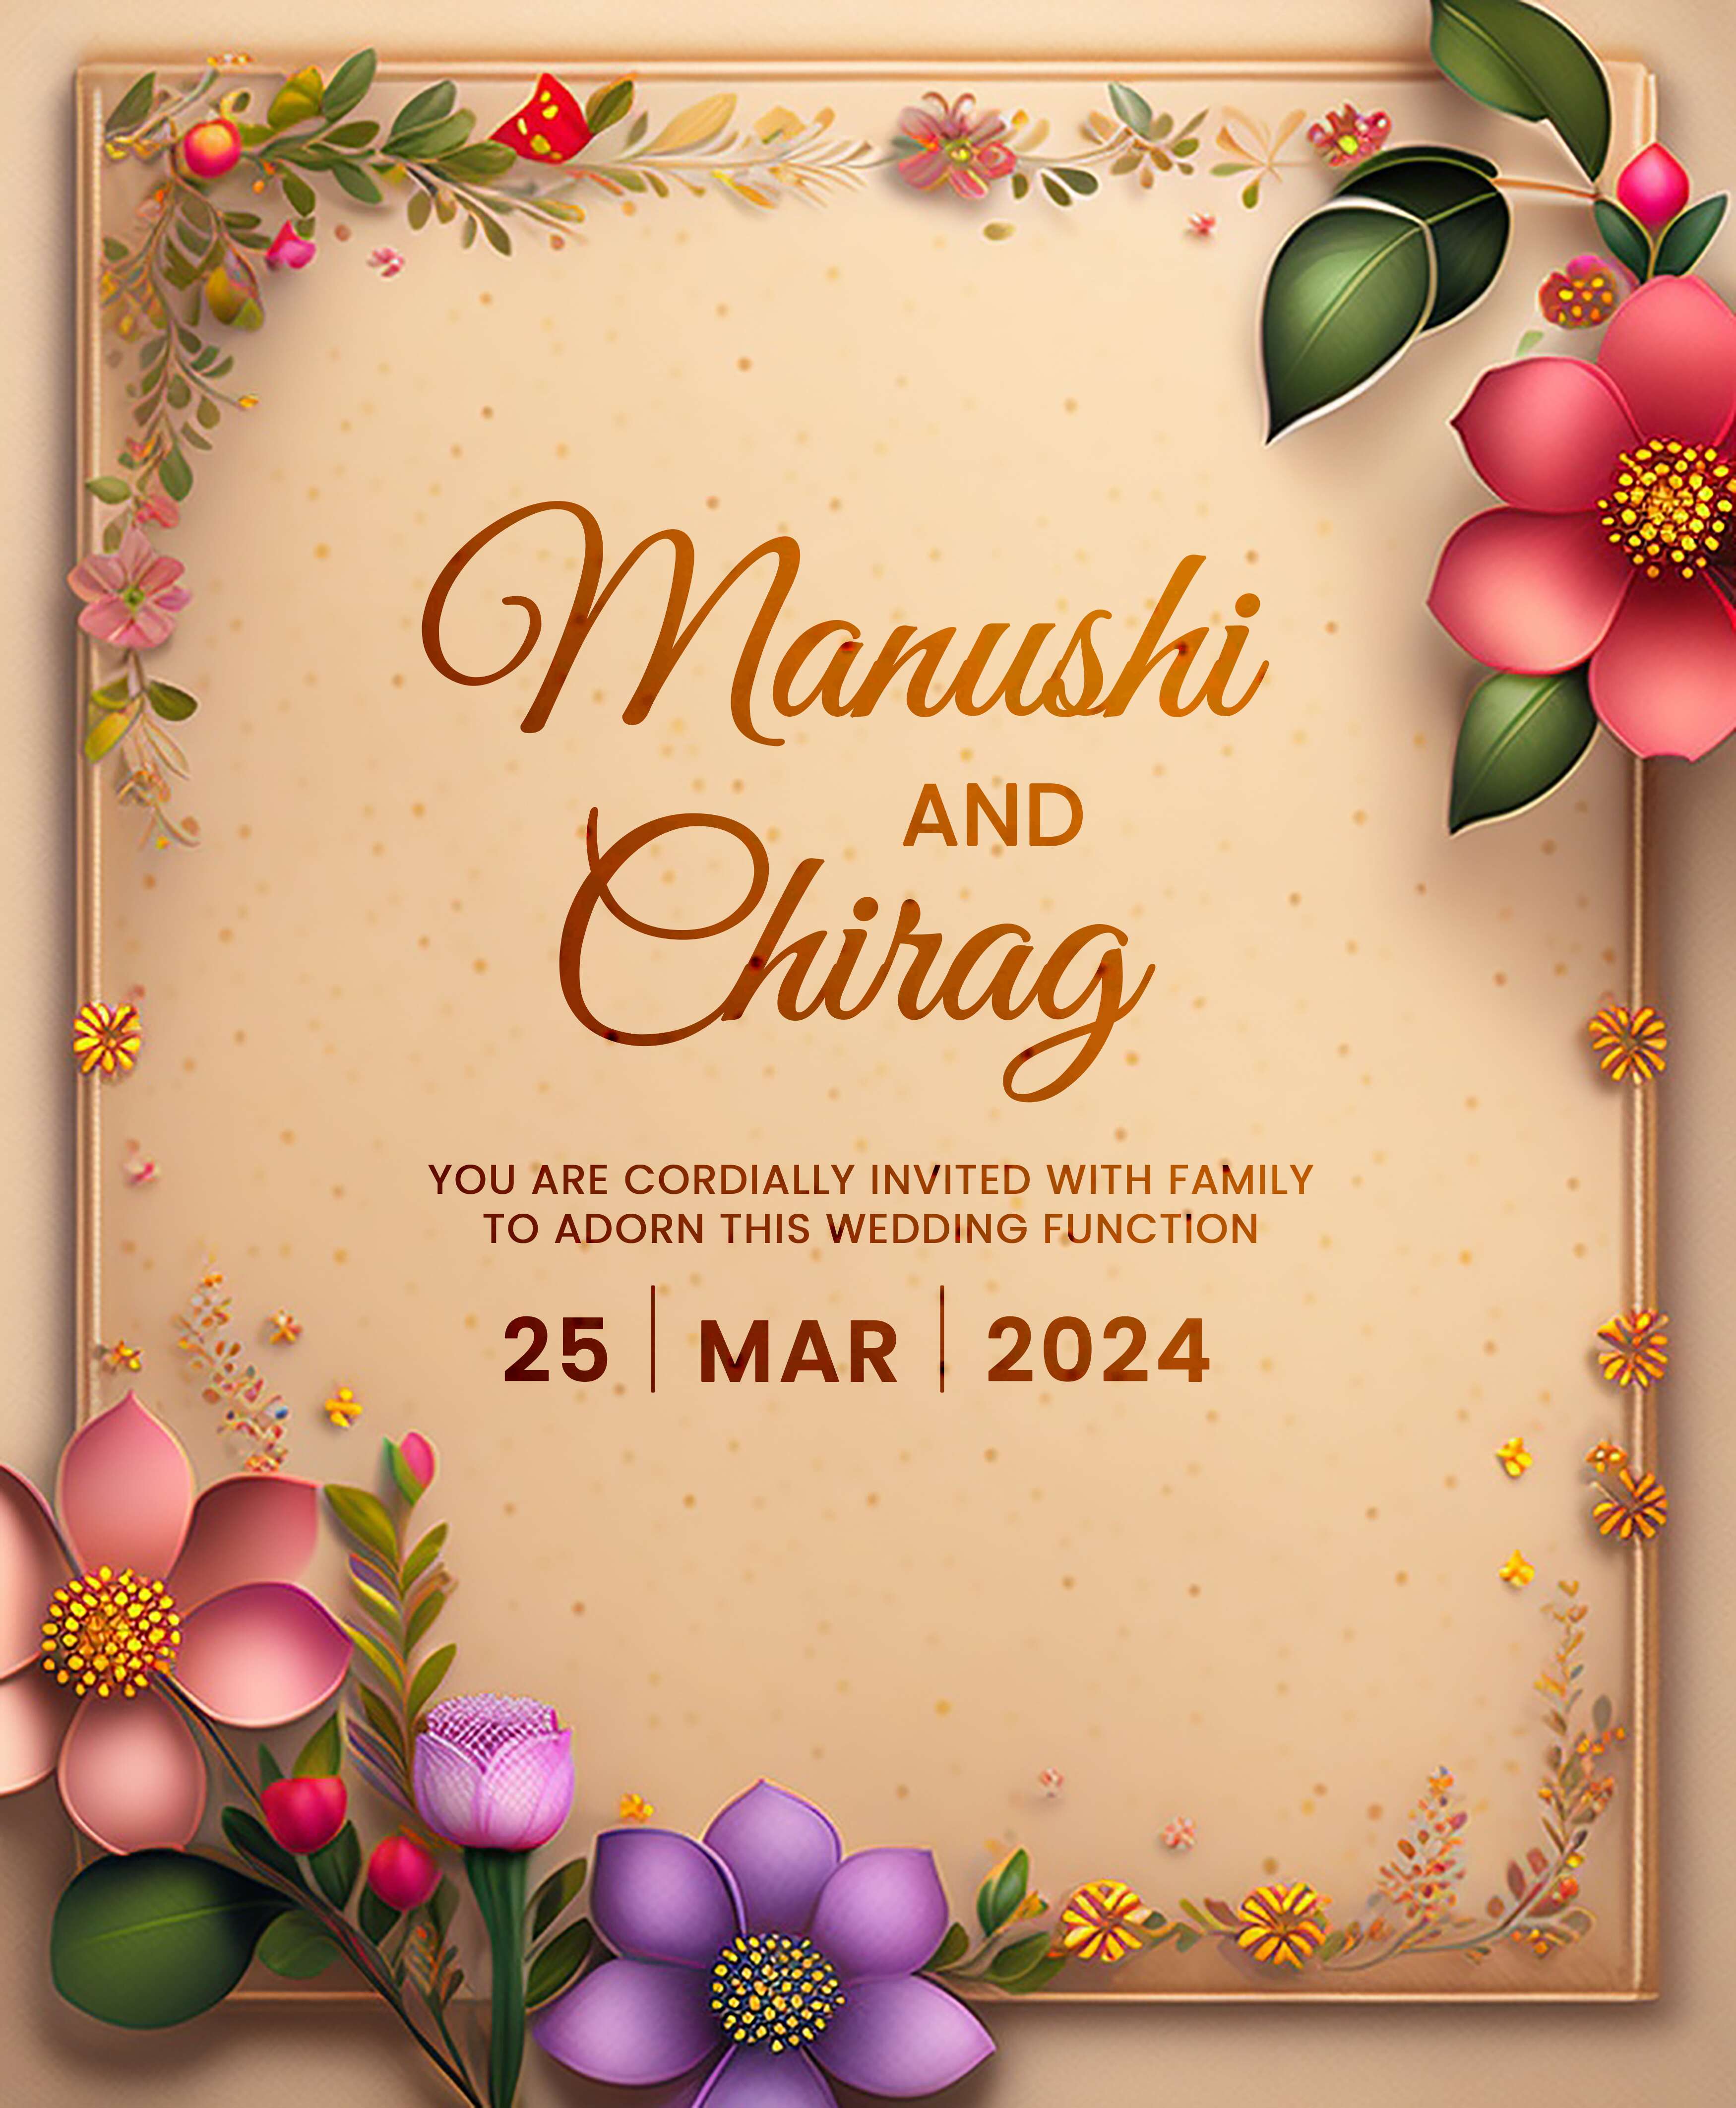 Manushi
AND
Chirag
YOU ARE CORDIALLY INVITED WITH FAMILY
TO ADORN THIS WEDDING FUNCTION
25 | MAR | 2024